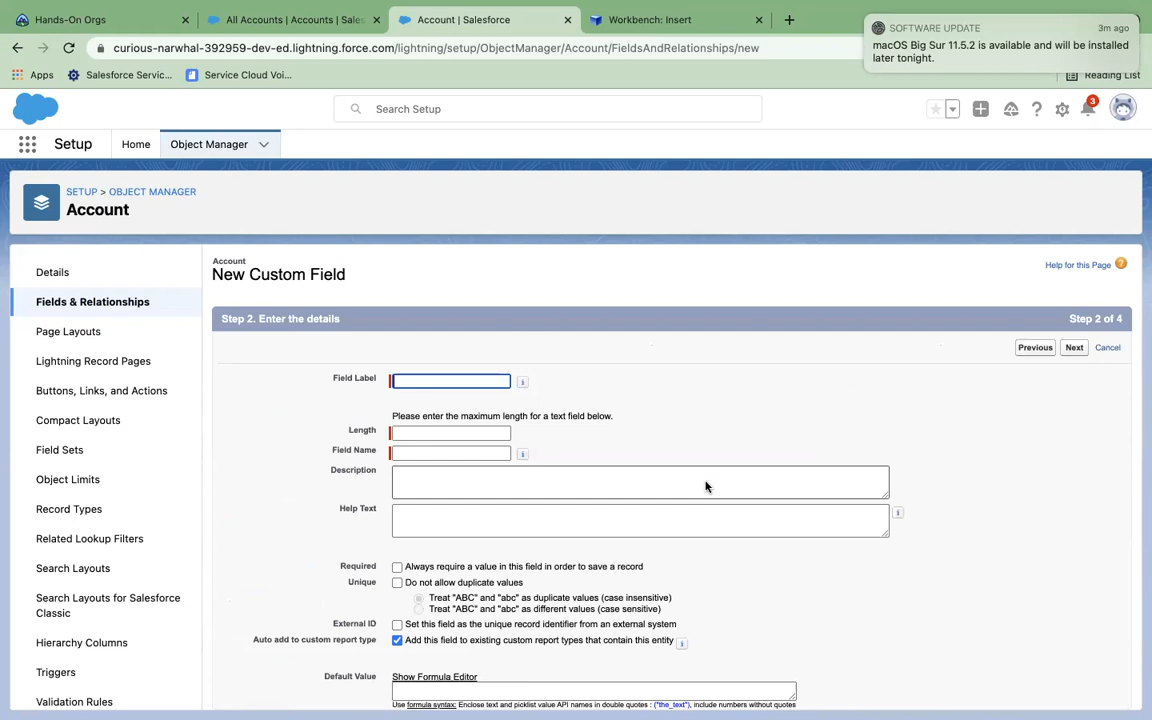 Hands-On Orgs
All Accounts | Accounts | Sales
Account | Salesforce
Workbench: Insert
SOFTWARE UPDATE
3m ago
macOS Big Sur 11.5.2 is available and will be installed
later tonight.
curious-narwhal-392959-dev-ed.lightning.force.com/lightning/setup/ObjectManager/Account/FieldsAndRelationships/new
Apps
Salesforce Servic...
Service Cloud Voi...
Reading List
Search Setup
3
Setup
Home
Object Manager
SETUP > OBJECT MANAGER
Account
Details
Fields & Relationships
Page Layouts
Lightning Record Pages
Buttons, Links, and Actions
Compact Layouts
Field Sets
Object Limits
Record Types
Related Lookup Filters
Search Layouts
Search Layouts for Salesforce
Classic
Hierarchy Columns
Triggers
Validation Rules
Account
New Custom Field
Help for this Page
Step 2. Enter the details
Step 2 of 4
Previous
Next
Cancel
Field Label
Please enter the maximum length for a text field below.
Length
Field Name
Description
Help Text
Required
Always require a value in this field in order to save a record
Unique
Do not allow duplicate values
Treat "ABC" and "abc" as duplicate values (case insensitive)
Treat "ABC" and "abc" as different values (case sensitive)
External ID
Set this field as the unique record identifier from an external system
Auto add to custom report type
Add this field to existing custom report types that contain this entity
Default Value
Show Formula Editor
Use formula syntax: Enclose text and picklist value API names in double quotes : ("the_text"), include numbers without quotes